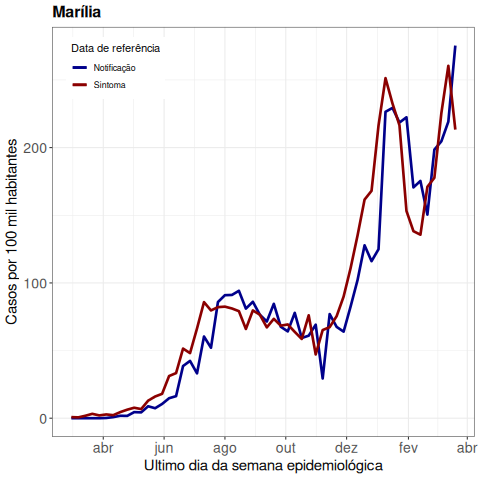 Marília
Data de referência
Notificação
Sintoma
Casos por 100 mil habitantes
200
100
0
abr jun ago out dez fev abr
Ultimo dia da semana epidemiológica